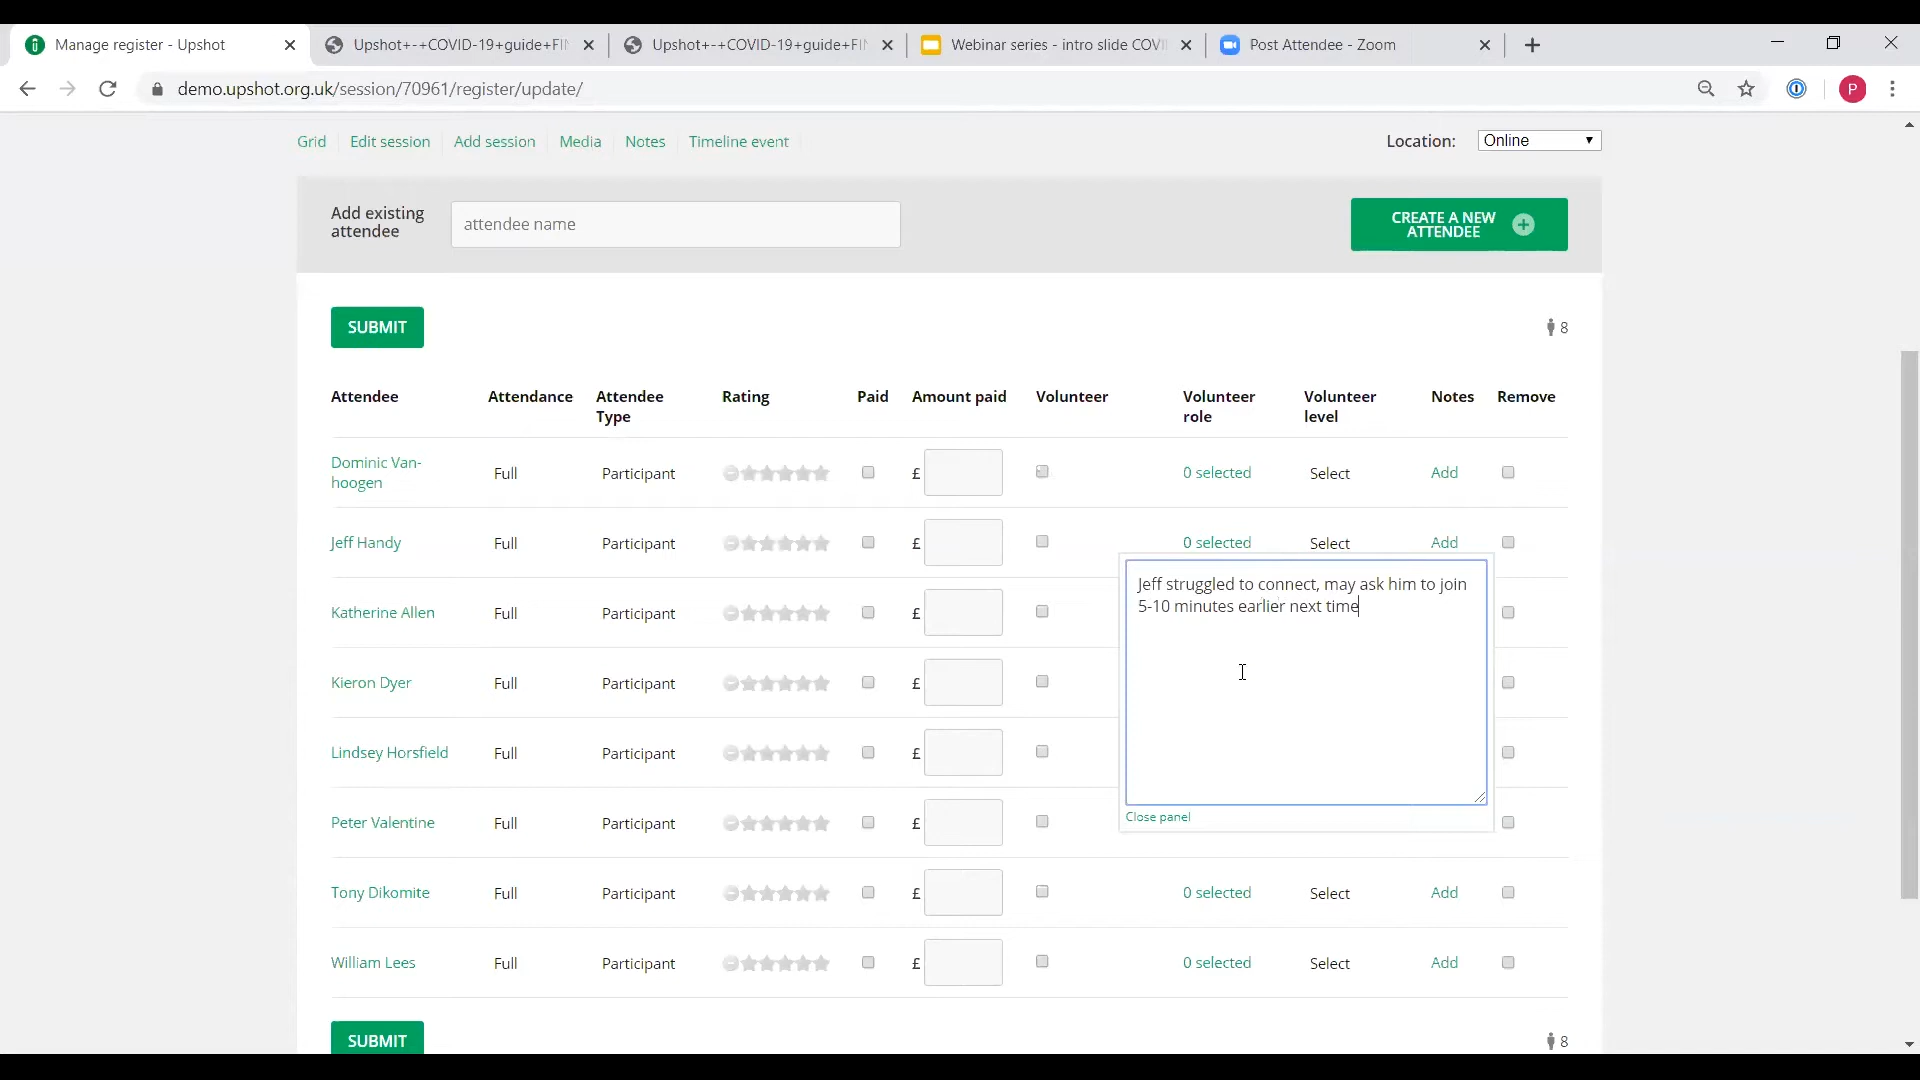 Manage register - Upshot
Upshot+-+COVID-19+guide+FI
Upshot+-+COVID-19+guide+FI
Webinar series - intro slide COVI
Post Attendee - Zoom
demo.upshot.org.uk/session/70961/register/update/
P
Grid Edit session Add session Media Notes Timeline event
Location: Online
Add existing
attendee
attendee name
CREATE A NEW
ATTENDEE
SUBMIT
8
Attendee Attendance Attendee Type Rating Paid Amount paid Volunteer Volunteer role Volunteer level Notes Remove
Dominic Van-
hoogen
Full Participant £ 0 selected Select Add
Jeff Handy Full Participant £ 0 selected Select Add
Jeff struggled to connect, may ask him to join
5-10 minutes earlier next time
Close panel
Katherine Allen Full Participant £
Kieron Dyer Full Participant £
Lindsey Horsfield Full Participant £
Peter Valentine Full Participant £
Tony Dikomite Full Participant £ 0 selected Select Add
William Lees Full Participant £ 0 selected Select Add
SUBMIT
8